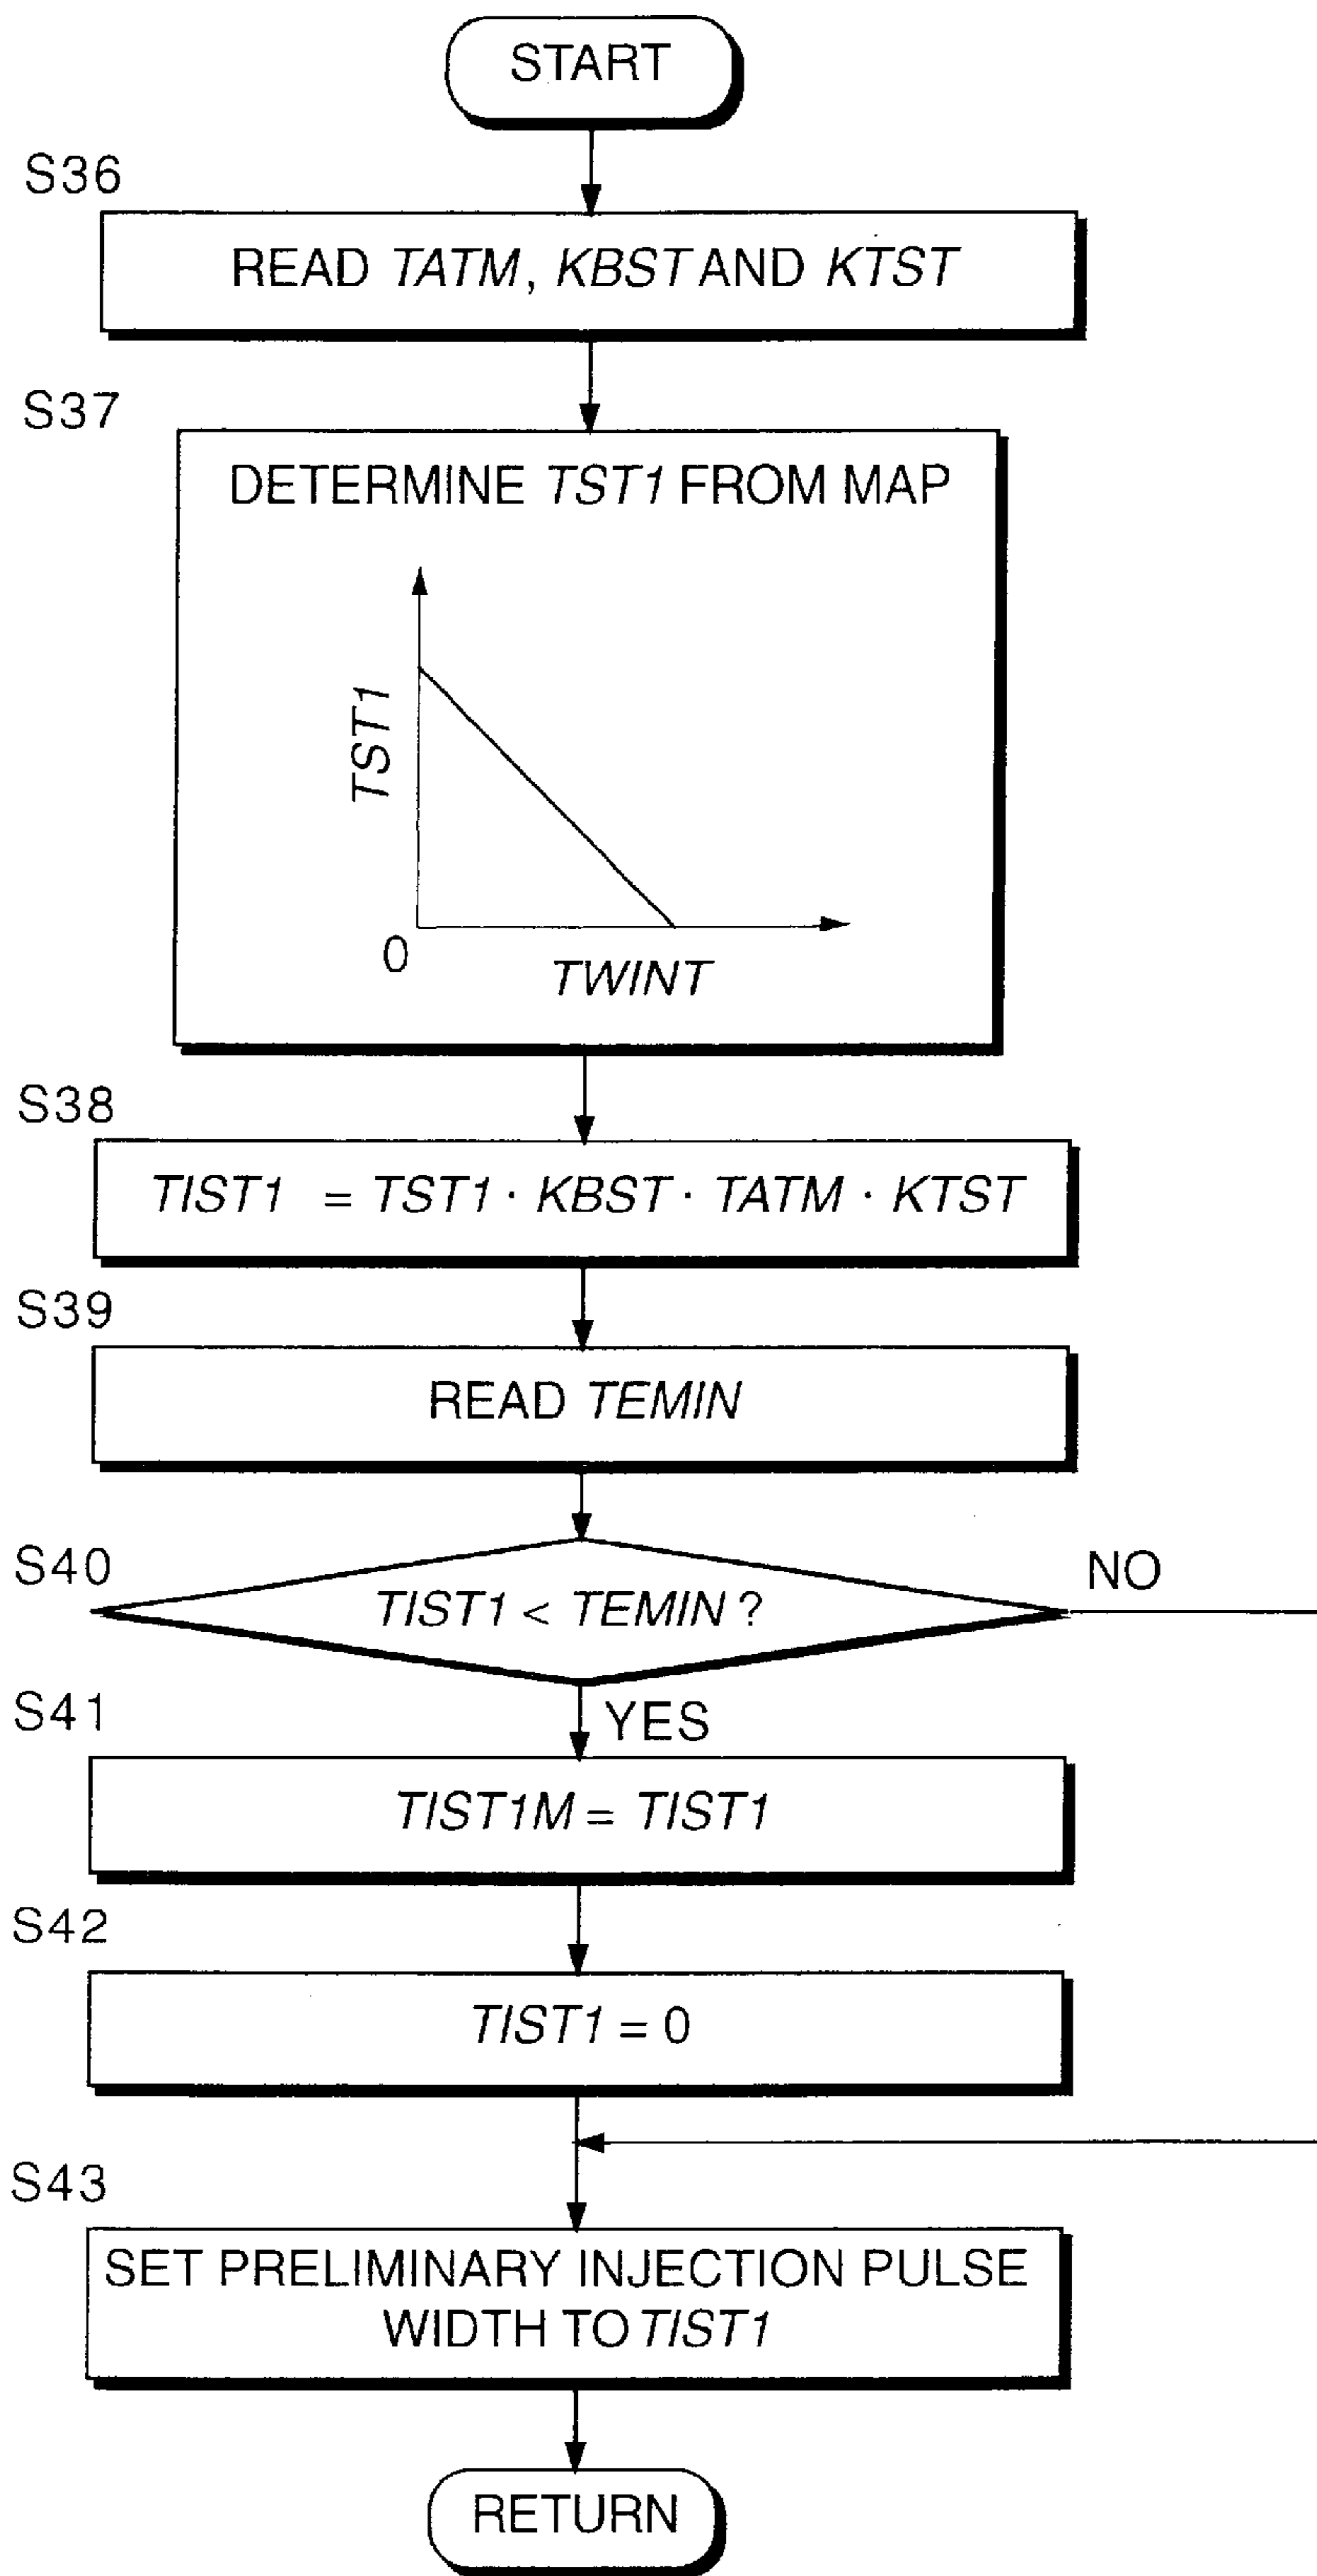 START
S36
READ TATM, KBST AND KTST
S37
DETERMINE TST1 FROM MAP
TST1
0
TWINT
S38
TIST1 = TST1 · KBST · TATM · KTST
S39
READ TEMIN
S40
TIST1 < TEMIN ?
NO
S41
YES
TIST1M = TIST1
S42
TIST1 = 0
S43
SET PRELIMINARY INJECTION PULSE
WIDTH TO TIST1
RETURN